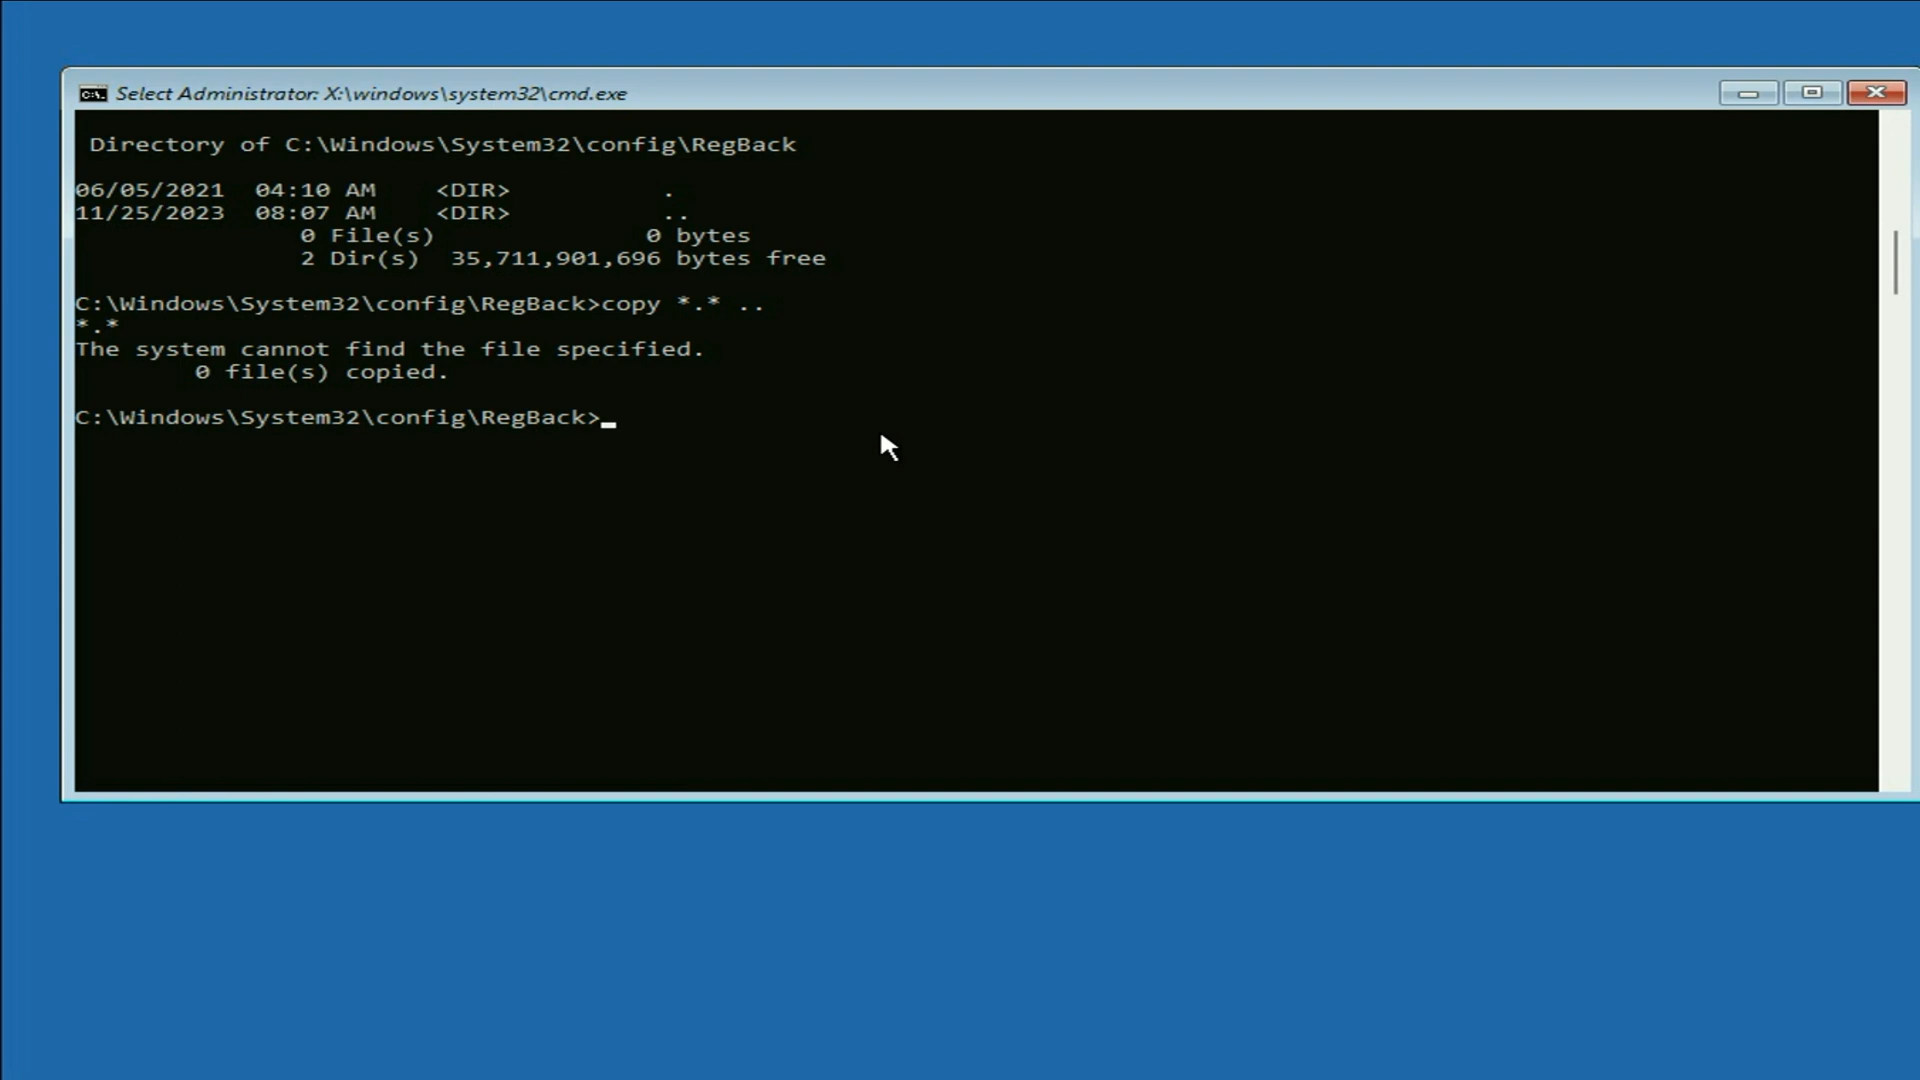 Select Administrator: X:\windows\system32\cmd.exe
Directory of C:\Windows\System32\config\RegBack
06/05/2021  04:10 AM    <DIR>          .
11/25/2023  08:07 AM    <DIR>          ..
0 File(s)              0 bytes
2 Dir(s)  35,711,901,696 bytes free
C:\Windows\System32\config\RegBack>copy *.* ..
*.*
The system cannot find the file specified.
0 file(s) copied.
C:\Windows\System32\config\RegBack>